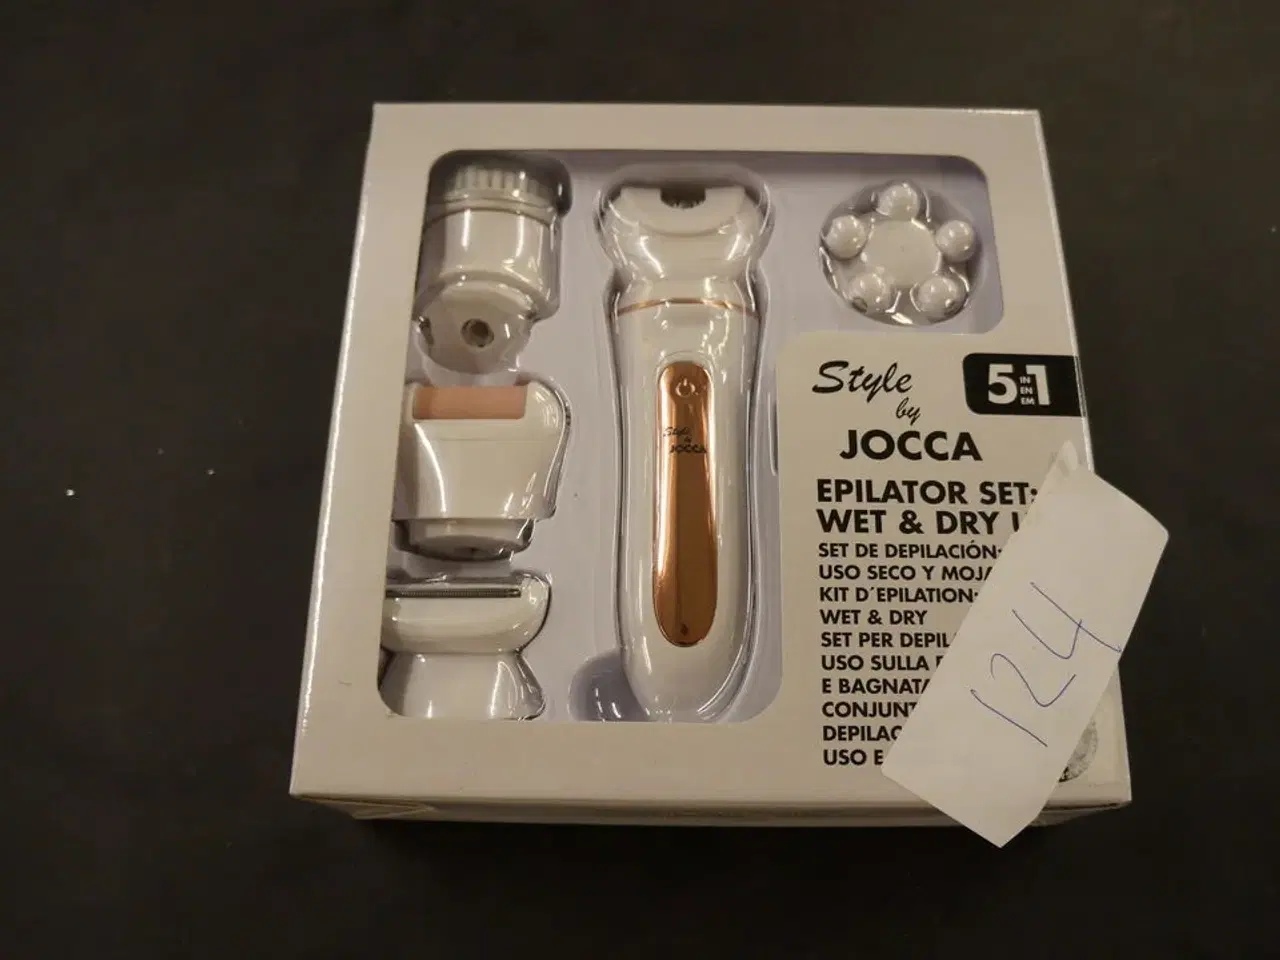 Style
by
JOCCA
5 IN EN EM 1
EPILATOR SET:
WET & DRY
SET DE DEPILACIÓN:
USO SECO Y MOJA
KIT D´EPILATION:
WET & DRY
SET PER DEPIL
USO SULLA
E BAGNATA
CONJUNT
DEPILAC
USO E
124
Style
by
JOCCA